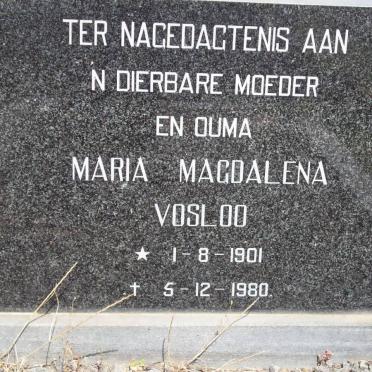 TER NAGEDAGTENIS AAN
'N DIERBARE MOEDER
EN OUMA
MARIA MAGDALENA
VOSLOO
★ 1-8-1901
† 5-12-1980.